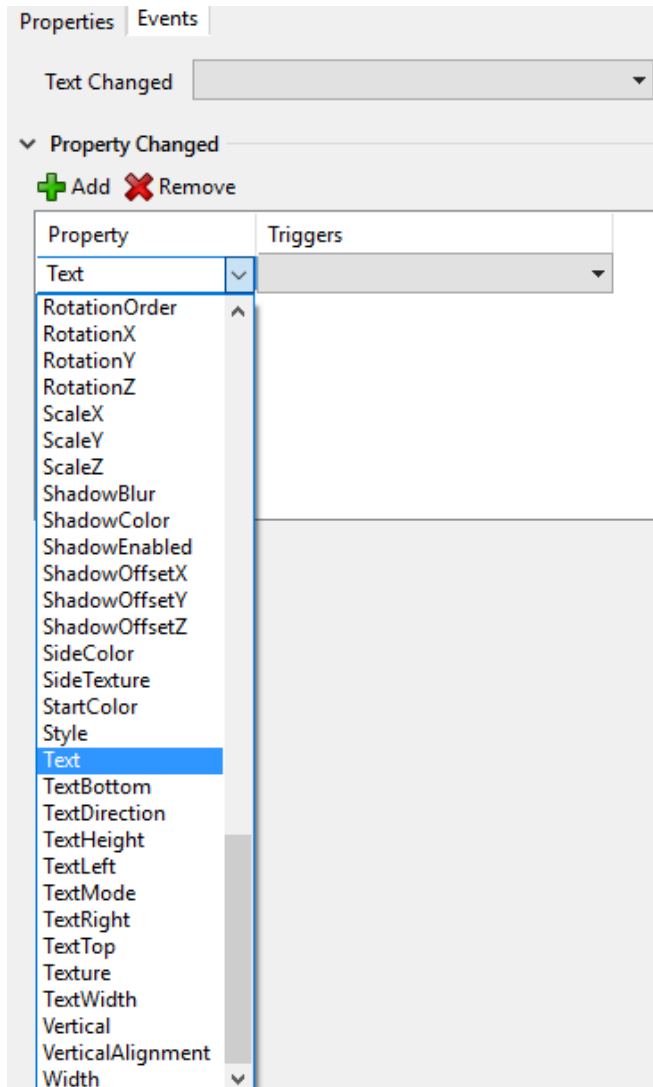 Properties Events
Text Changed
Property Changed
Add Remove
Property Triggers
Text
RotationOrder
RotationX
RotationY
RotationZ
ScaleX
ScaleY
ScaleZ
ShadowBlur
ShadowColor
ShadowEnabled
ShadowOffsetX
ShadowOffsetY
ShadowOffsetZ
SideColor
SideTexture
StartColor
Style
Text
TextBottom
TextDirection
TextHeight
TextLeft
TextMode
TextRight
TextTop
Texture
TextWidth
Vertical
VerticalAlignment
Width